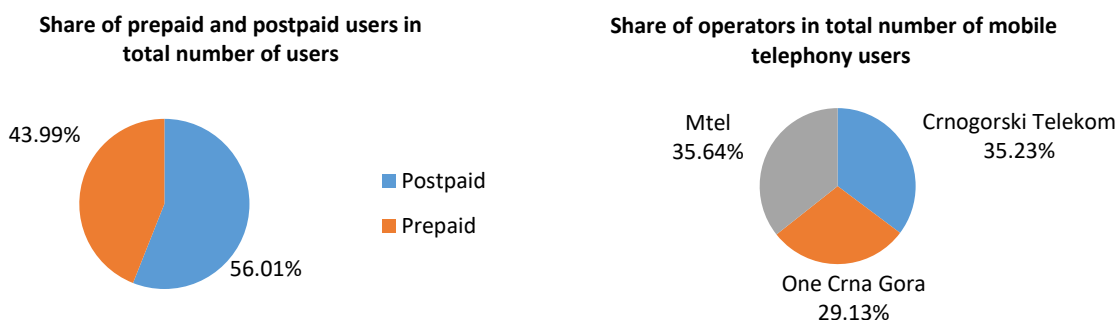 Share of prepaid and postpaid users in
total number of users
43.99%
56.01%
Postpaid
Prepaid
Share of operators in total number of mobile
telephony users
Mtel
35.64%
Crnogorski Telekom
35.23%
One Crna Gora
29.13%